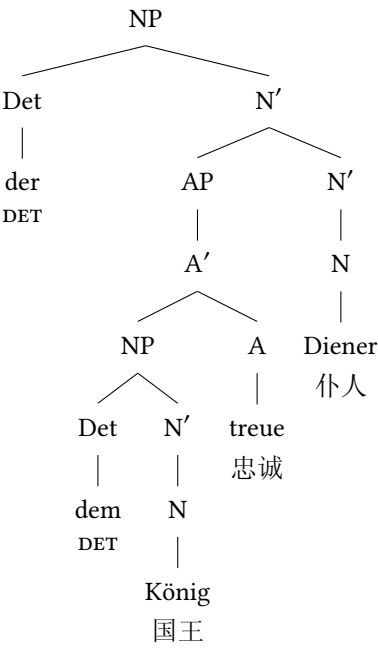 NP
Det N′
der AP N′
DET
A′ N
NP A Diener
仆人
Det N′ treue
忠诚
dem N
DET
König
国王